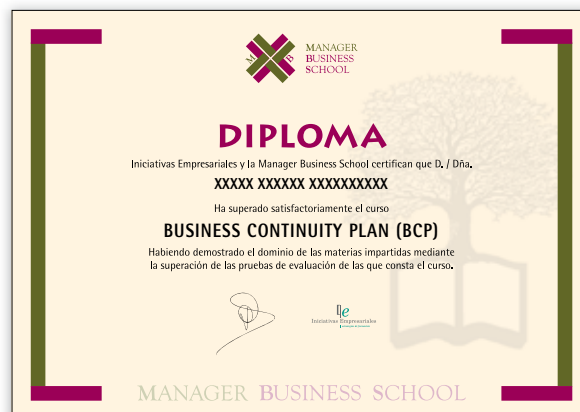 M B
MANAGER
BUSINESS
SCHOOL
DIPLOMA
Iniciativas Empresariales y la Manager Business School certifican que D. / Dña.
XXXXX XXXXXX XXXXXXXXXX
Ha superado satisfactoriamente el curso
BUSINESS CONTINUITY PLAN (BCP)
Habiendo demostrado el dominio de las materias impartidas mediante
la superación de las pruebas de evaluación de las que consta el curso.
Iniciativas Empresariales
MANAGER BUSINESS SCHOOL